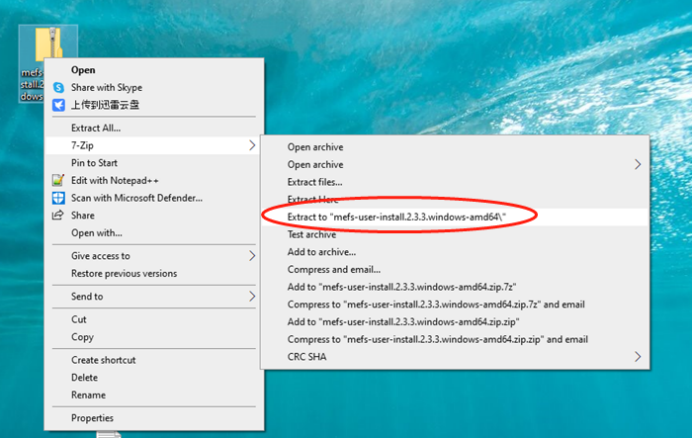 mefs
stall.2
dows
Open
Share with Skype
上传到迅雷云盘
Extract All...
7-Zip
Pin to Start
Edit with Notepad++
Scan with Microsoft Defender...
Share
Open with...
Give access to
Restore previous versions
Send to
Cut
Copy
Create shortcut
Delete
Rename
Properties
Open archive
Open archive
Extract files...
Extract Here
Extract to "mefs-user-install.2.3.3.windows-amd64\"
Test archive
Add to archive...
Compress and email...
Add to "mefs-user-install.2.3.3.windows-amd64.zip.7z"
Compress to "mefs-user-install.2.3.3.windows-amd64.zip.7z" and email
Add to "mefs-user-install.2.3.3.windows-amd64.zip.zip"
Compress to "mefs-user-install.2.3.3.windows-amd64.zip.zip" and email
CRC SHA